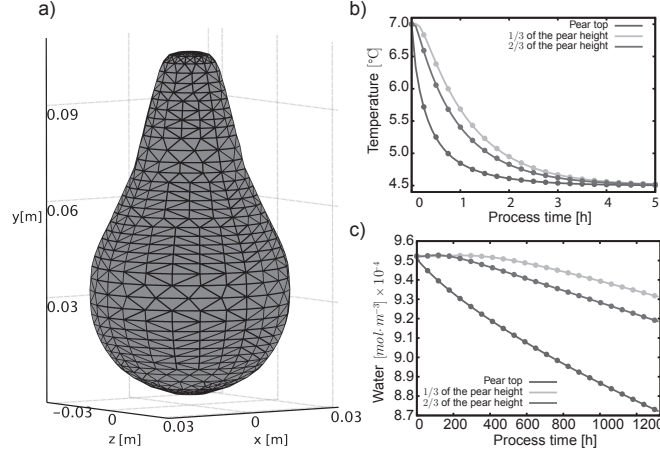 a)
0.09
0.06
y[m]
0.03
−0.03
0
0.03
0
0.03
z [m]
x [m]
b)
7.0
6.5
6.0
5.5
5.0
4.5
Temperature [°C]
Pear top
1/3 of the pear height
2/3 of the pear height
0 1 2 3 4 5
Process time [h]
c)
9.6
9.5
9.4
9.3
9.2
9.1
9.0
8.8
8.7
Water [mol·m⁻³] × 10⁻⁴
Pear top
1/3 of the pear height
2/3 of the pear height
0 200 400 600 800 1000 1200
Process time [h]